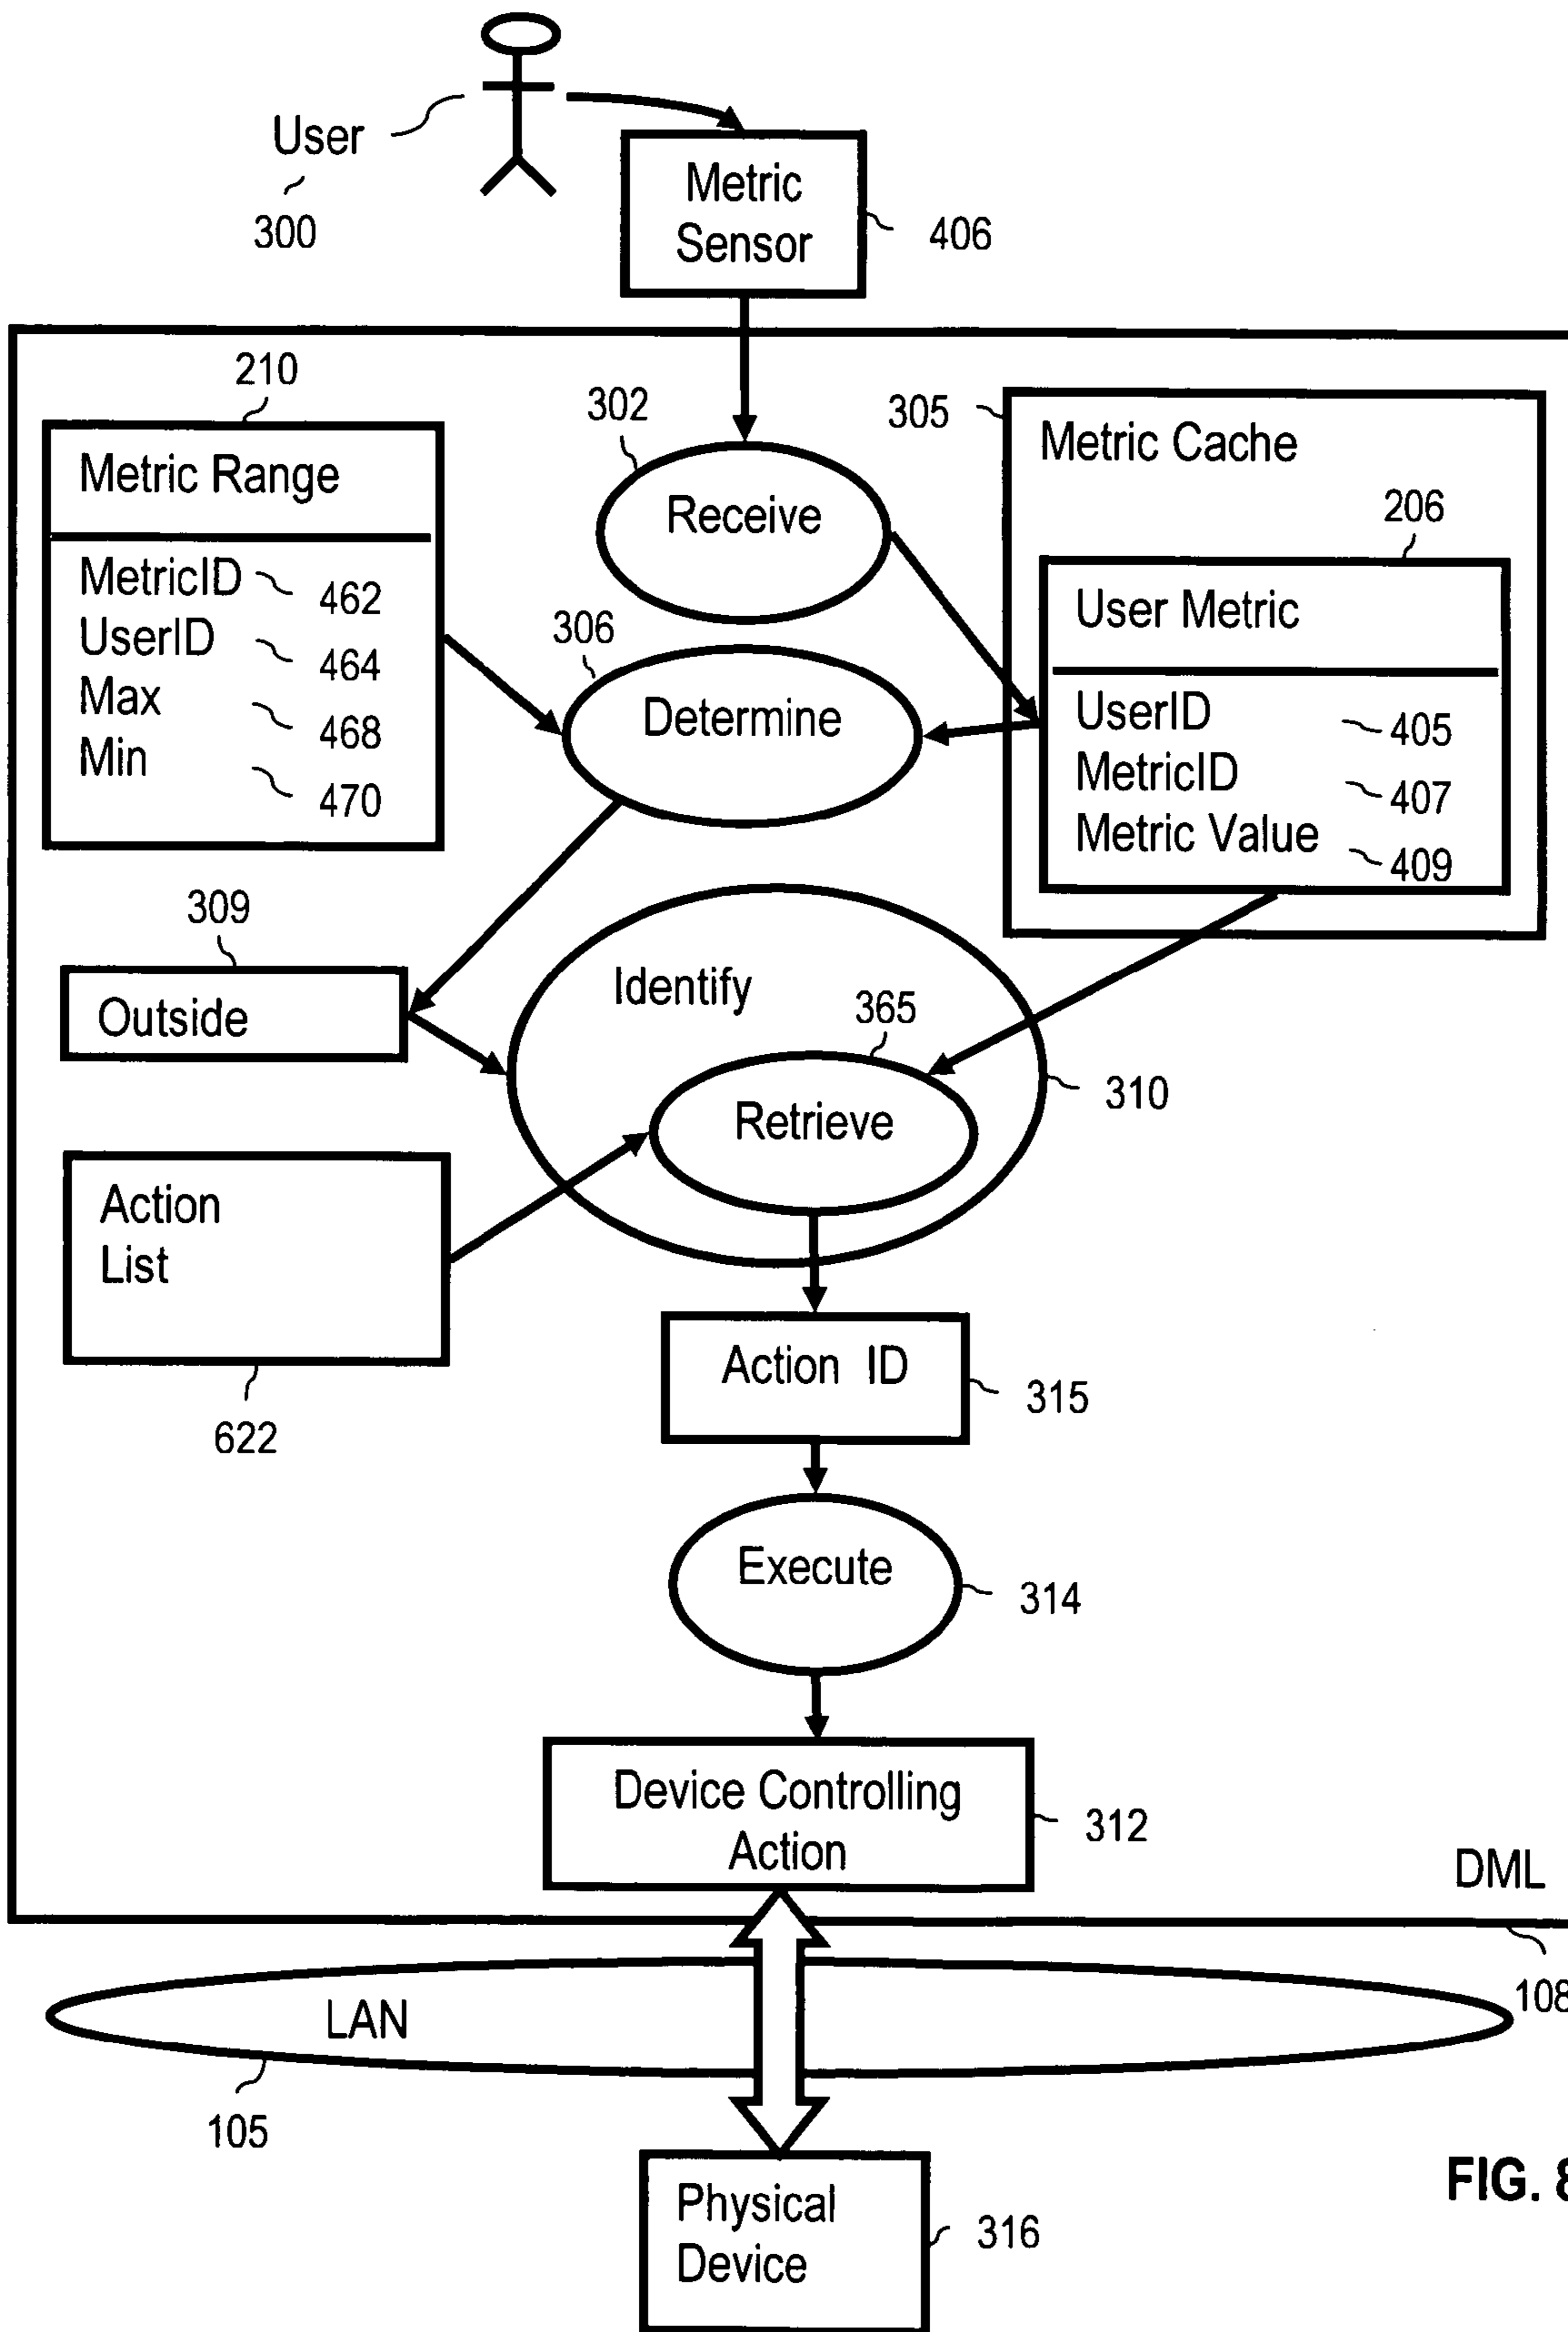 User
300
Metric
Sensor
406
210
Metric Range
MetricID
462
UserID
464
Max
468
Min
470
302
Receive
305
Metric Cache
206
User Metric
UserID
405
MetricID
407
Metric Value
409
306
Determine
309
Outside
Identify
365
Retrieve
310
Action
List
622
Action ID
315
Execute
314
Device Controlling
Action
312
DML
108
LAN
105
Physical
Device
316
FIG. 8